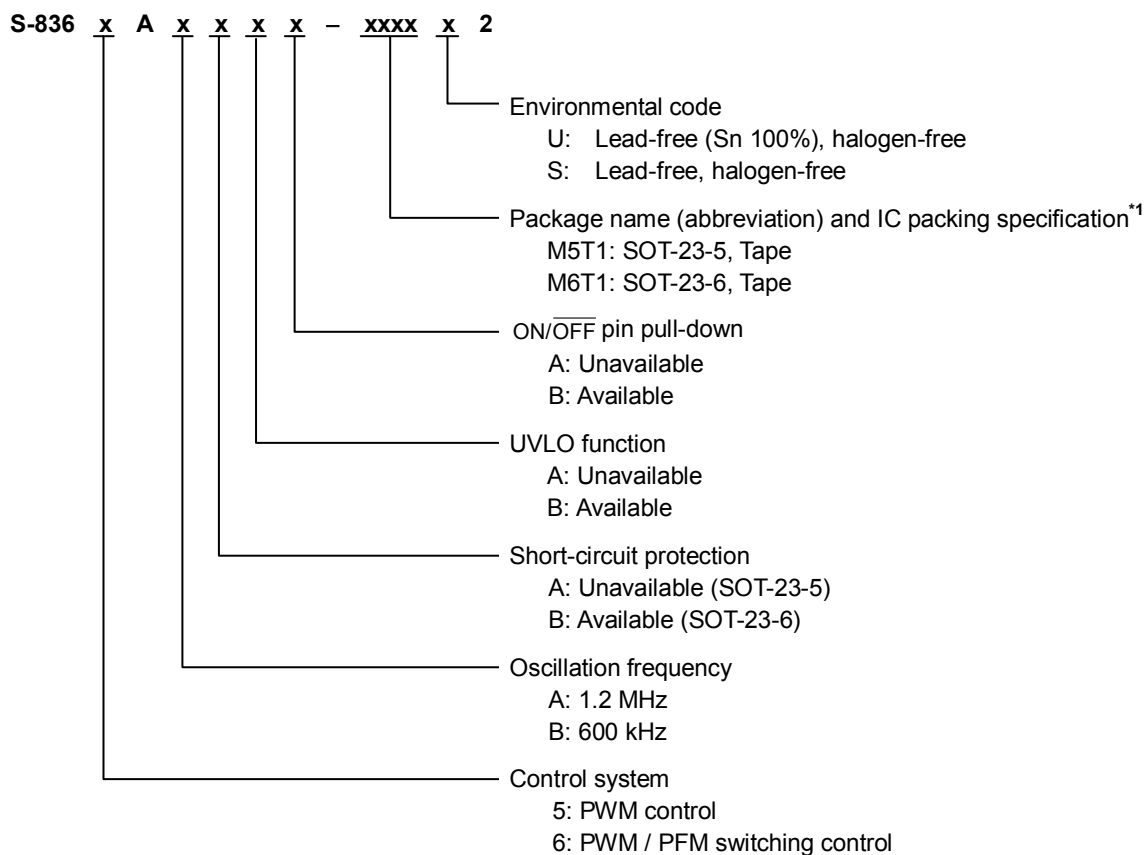 S-836 x A x x x x – xxxx x 2
Environmental code
U: Lead-free (Sn 100%), halogen-free
S: Lead-free, halogen-free
Package name (abbreviation) and IC packing specification*1
M5T1: SOT-23-5, Tape
M6T1: SOT-23-6, Tape
ON/OFF pin pull-down
A: Unavailable
B: Available
UVLO function
A: Unavailable
B: Available
Short-circuit protection
A: Unavailable (SOT-23-5)
B: Available (SOT-23-6)
Oscillation frequency
A: 1.2 MHz
B: 600 kHz
Control system
5: PWM control
6: PWM / PFM switching control